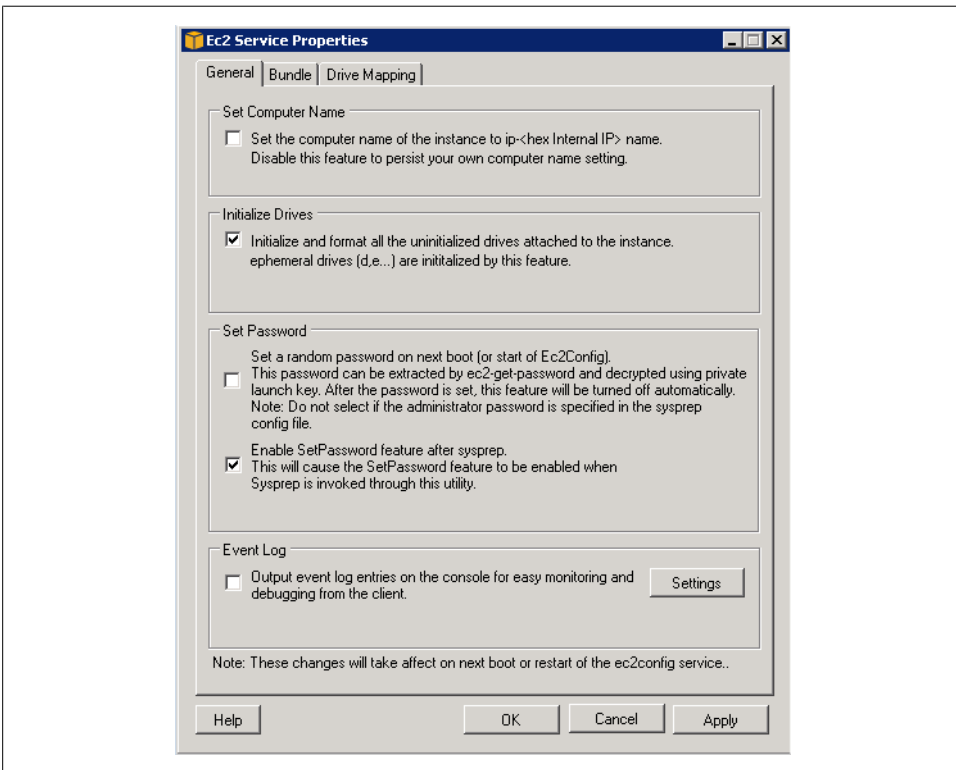 Ec2 Service Properties
General Bundle Drive Mapping
Set Computer Name
Set the computer name of the instance to ip-<hex Internal IP> name.
Disable this feature to persist your own computer name setting.
Initialize Drives
Initialize and format all the uninitialized drives attached to the instance.
ephemeral drives (d,e...) are inititalized by this feature.
Set Password
Set a random password on next boot (or start of Ec2Config).
This password can be extracted by ec2-get-password and decrypted using private
launch key. After the password is set, this feature will be turned off automatically.
Note: Do not select if the administrator password is specified in the sysprep
config file.
Enable SetPassword feature after sysprep.
This will cause the SetPassword feature to be enabled when
Sysprep is invoked through this utility.
Event Log
Output event log entries on the console for easy monitoring and
debugging from the client.
Settings
Note: These changes will take affect on next boot or restart of the ec2config service..
Help OK Cancel Apply